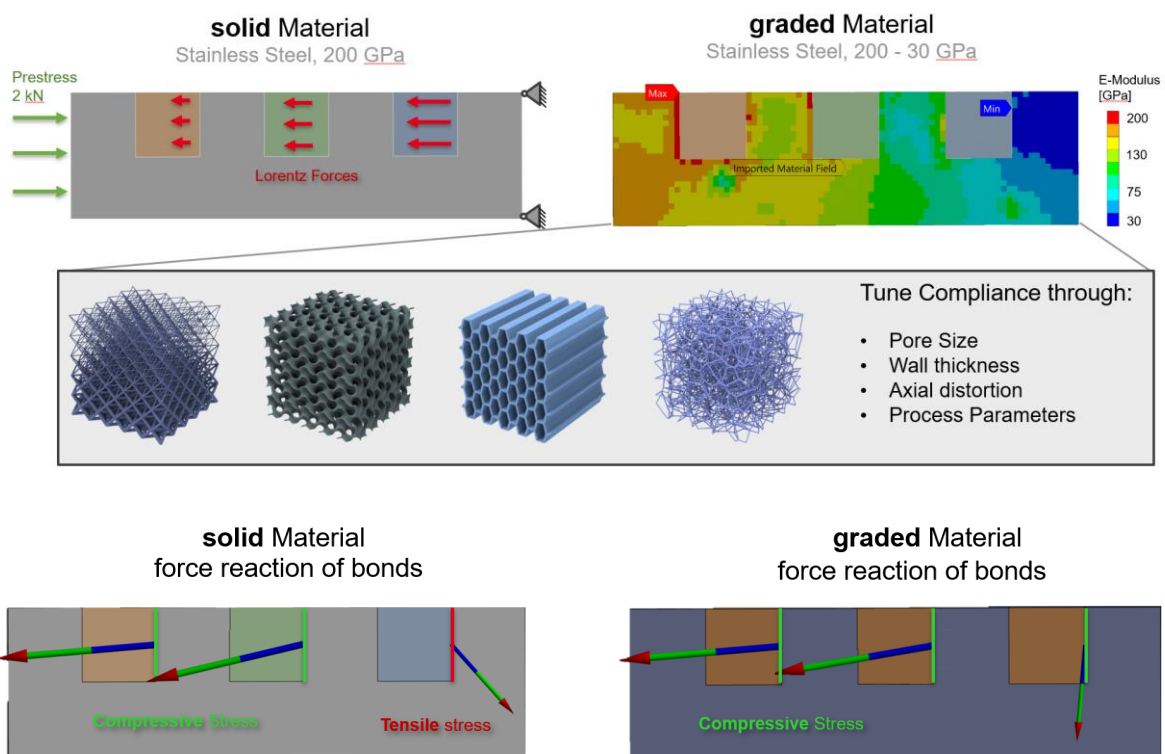 solid Material
Stainless Steel, 200 GPa
Prestress
2 kN
Lorentz Forces
graded Material
Stainless Steel, 200 - 30 GPa
E-Modulus
[GPa]
Max
Min
Imported Material Field
200
130
75
30
Tune Compliance through:
• Pore Size
• Wall thickness
• Axial distortion
• Process Parameters
solid Material
force reaction of bonds
Compressive Stress
Tensile stress
graded Material
force reaction of bonds
Compressive Stress